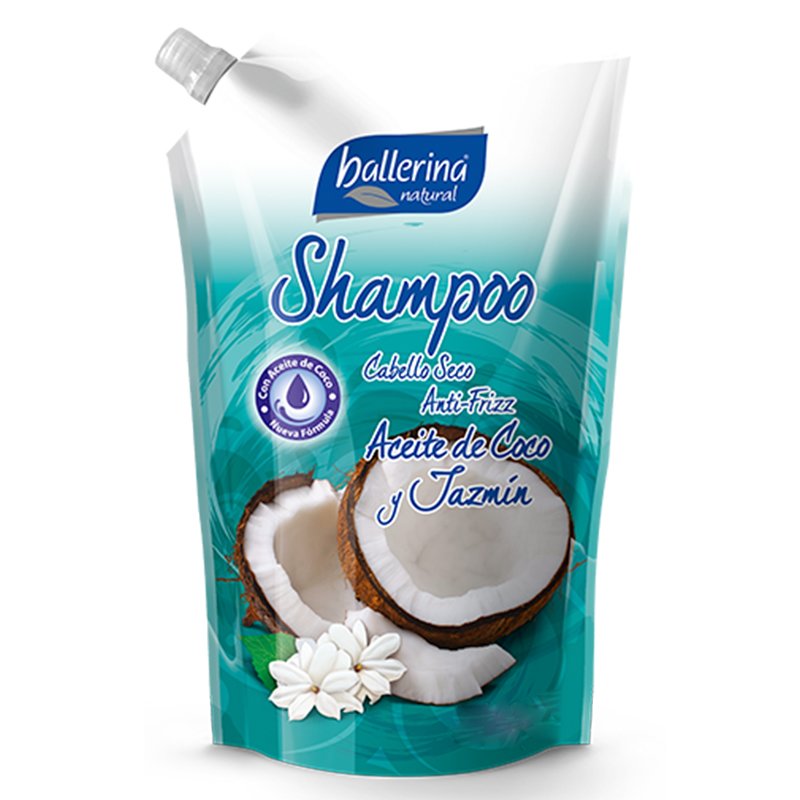 ballerina®
natural
Shampoo
Con Aceite de Coco
Nueva Fórmula
Cabello Seco
Anti-Frizz
Aceite de Coco
y Jazmín